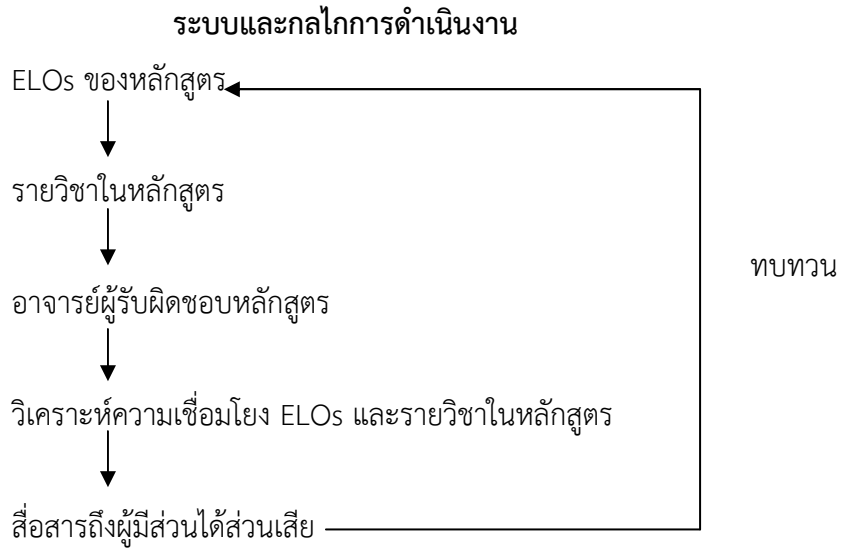 ระบบและกลไกการดำเนินงาน
ELOs ของหลักสูตร
รายวิชาในหลักสูตร
ทบทวน
อาจารย์ผู้รับผิดชอบหลักสูตร
วิเคราะห์ความเชื่อมโยง ELOs และรายวิชาในหลักสูตร
สื่อสารถึงผู้มีส่วนได้ส่วนเสีย